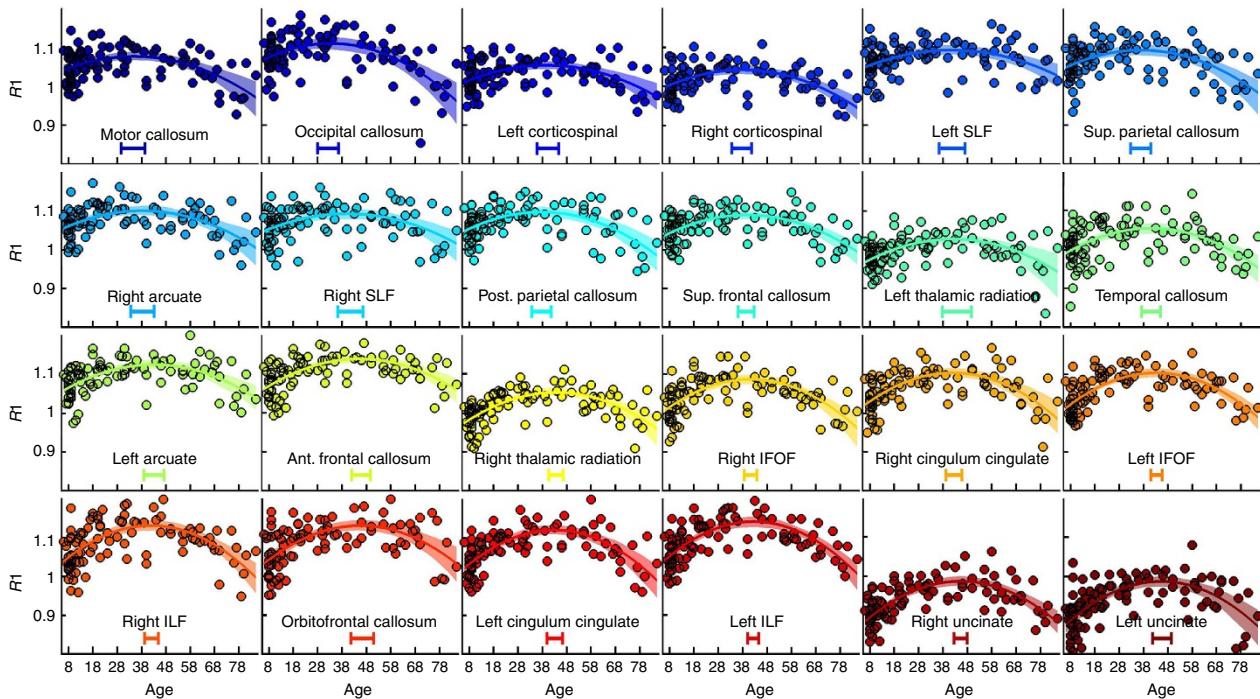 R1
1.1
1
0.9
Motor callosum
Occipital callosum
Left corticospinal
Right corticospinal
Left SLF
Sup. parietal callosum
R1
1.1
1
0.9
Right arcuate
Right SLF
Post. parietal callosum
Sup. frontal callosum
Left thalamic radiation
Temporal callosum
R1
1.1
1
0.9
Left arcuate
Ant. frontal callosum
Right thalamic radiation
Right IFOF
Right cingulum cingulate
Left IFOF
R1
1.1
1
0.9
Right ILF
Orbitofrontal callosum
Left cingulum cingulate
Left ILF
Right uncinate
Left uncinate
8 18 28 38 48 58 68 78 8 18 28 38 48 58 68 78 8 18 28 38 48 58 68 78 8 18 28 38 48 58 68 78 8 18 28 38 48 58 68 78 8 18 28 38 48 58 68 78
Age Age Age Age Age Age